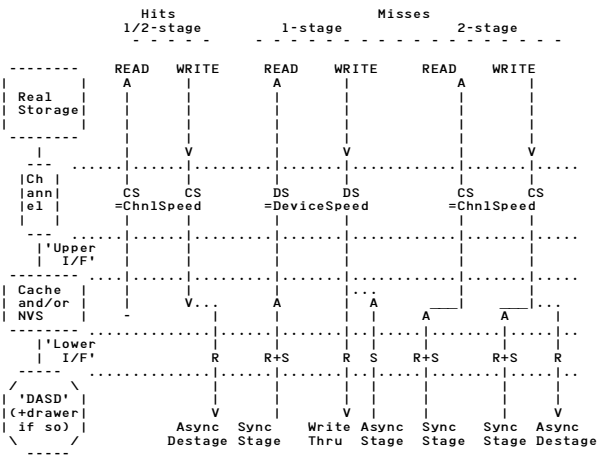 Hits Misses
1/2-stage 1-stage 2-stage
READ WRITE READ WRITE READ WRITE
Real
Storage
Ch
ann
el
CS CS DS DS CS CS
=ChnlSpeed =DeviceSpeed =ChnlSpeed
'Upper
I/F'
Cache
and/or
NVS
'Lower
I/F'
R R+S R S R+S R+S R
'DASD'
(+drawer
if so)
Async Sync Write Async Sync Sync Async
Destage Stage Thru Stage Stage Stage Destage